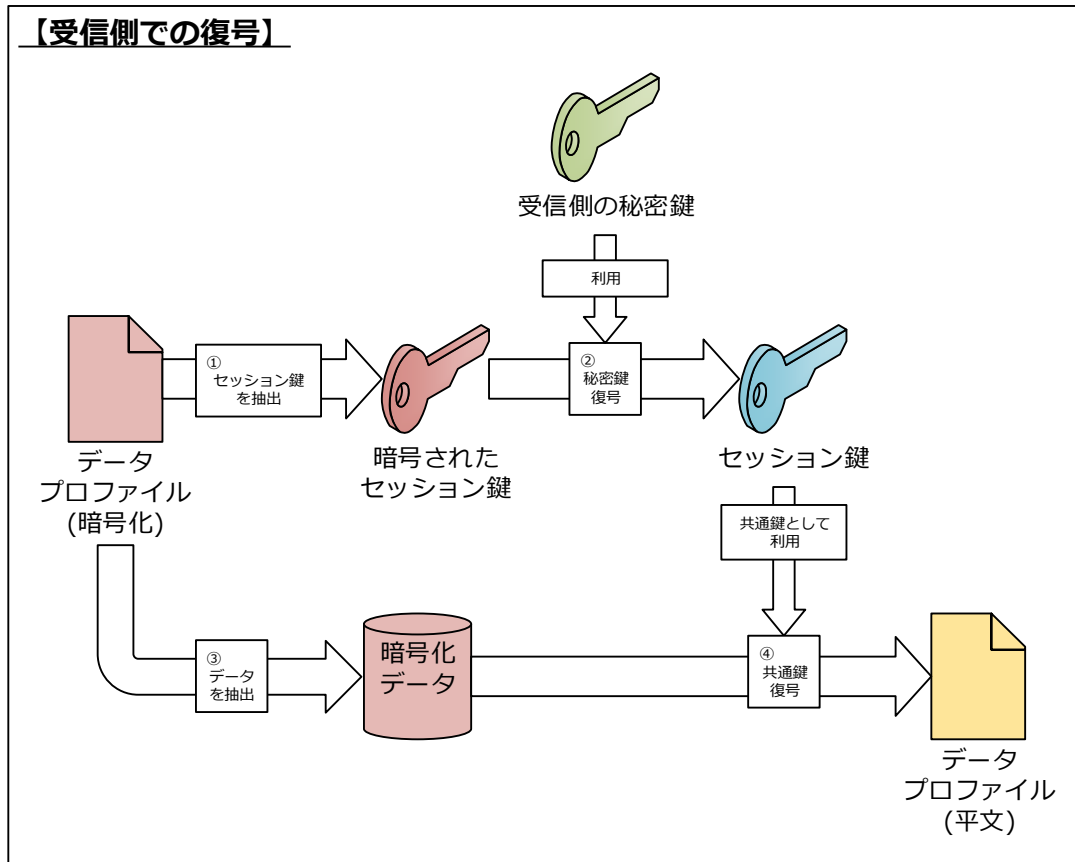 【受信側での復号】
受信側の秘密鍵
利用
①
セッション鍵
を抽出
②
秘密鍵
復号
データ
プロファイル
(暗号化)
暗号された
セッション鍵
セッション鍵
共通鍵として
利用
③
データ
を抽出
暗号化
データ
④
共通鍵
復号
データ
プロファイル
(平文)